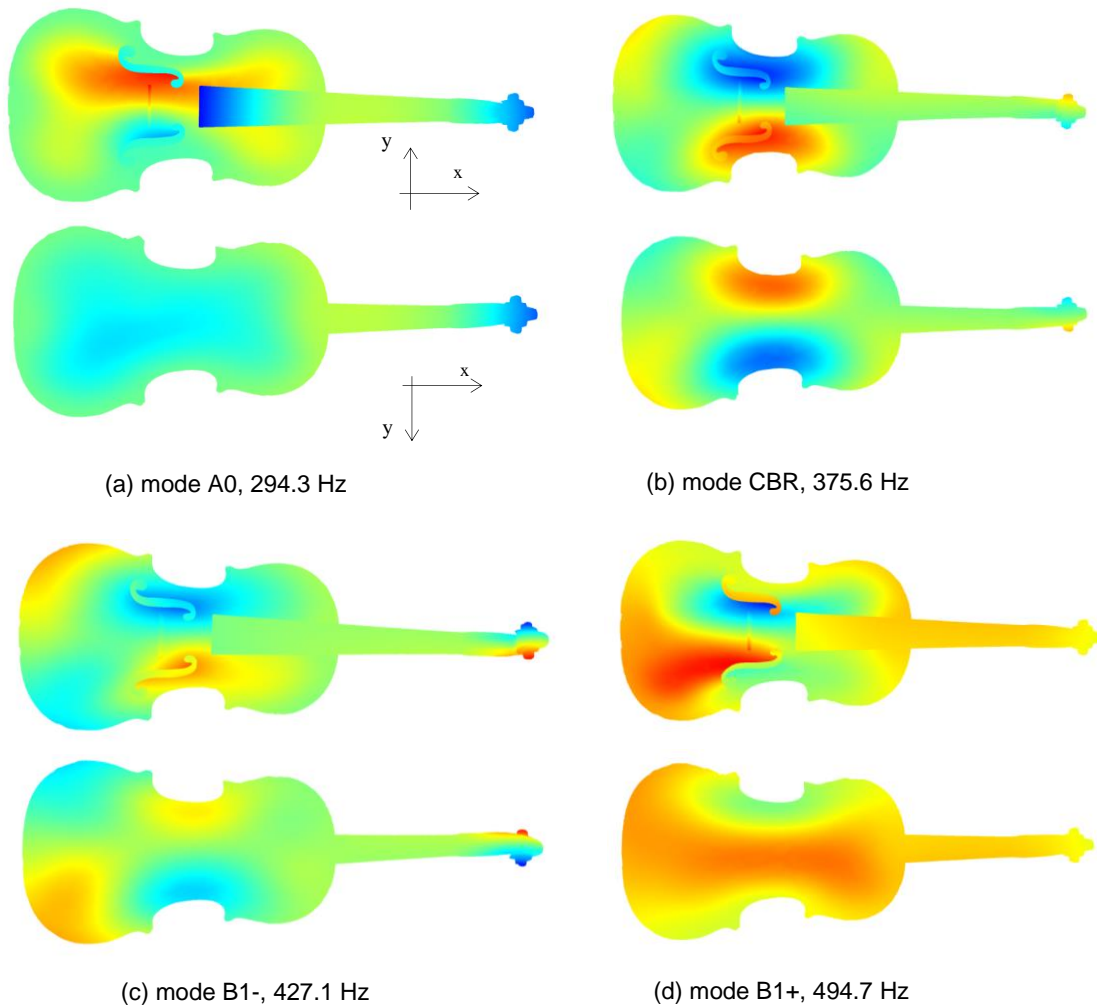 y
x
x
y
(a) mode A0, 294.3 Hz
(b) mode CBR, 375.6 Hz
(c) mode B1-, 427.1 Hz
(d) mode B1+, 494.7 Hz